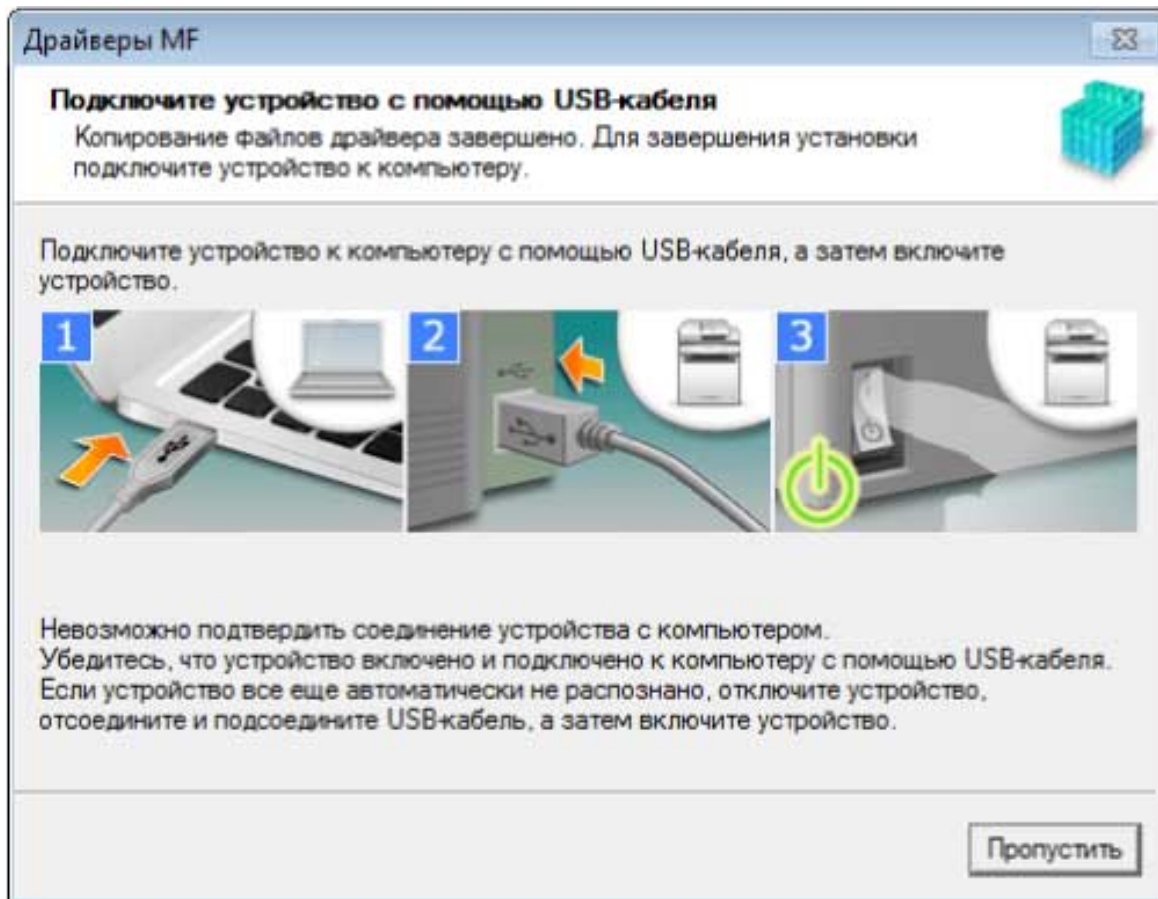 Драйверы MF
Подключите устройство с помощью USB-кабеля
Копирование файлов драйвера завершено. Для завершения установки
подключите устройство к компьютеру.
Подключите устройство к компьютеру с помощью USB-кабеля, а затем включите
устройство.
1
2
3
Невозможно подтвердить соединение устройства с компьютером.
Убедитесь, что устройство включено и подключено к компьютеру с помощью USB-кабеля.
Если устройство все еще автоматически не распознано, отключите устройство,
отсоедините и подсоедините USB-кабель, а затем включите устройство.
Пропустить